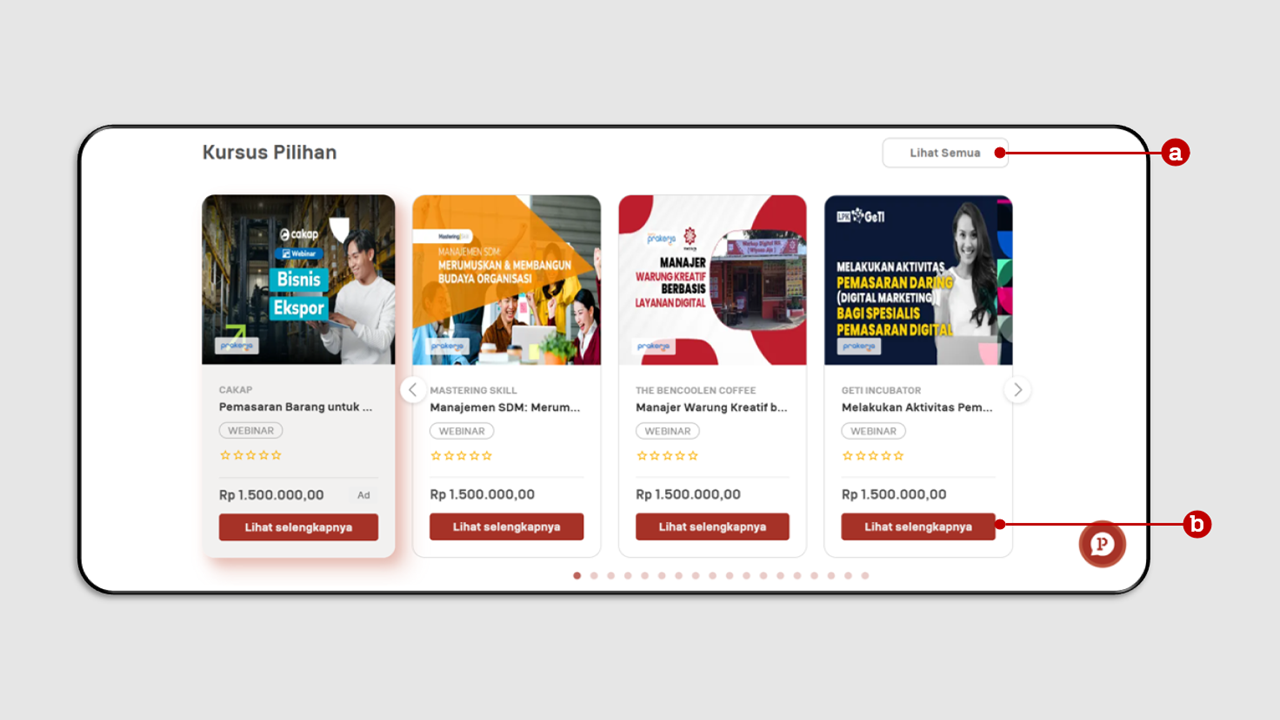 Kursus Pilihan
Lihat Semua
a
cakap
Webinar
Bisnis
Ekspor
prakerja
CAKAP
Pemasaran Barang untuk ...
WEBINAR
Rp 1.500.000,00
Ad
Lihat selengkapnya
MANAJEMEN SDM:
MERUMUSKAN & MEMBANGUN
BUDAYA ORGANISASI
prakerja
MASTERING SKILL
Manajemen SDM: Merum...
WEBINAR
Rp 1.500.000,00
Lihat selengkapnya
prakerja
MANAJER
WARUNG KREATIF
BERBASIS
LAYANAN DIGITAL
prakerja
THE BENCOOLEN COFFEE
Manajer Warung Kreatif b...
WEBINAR
Rp 1.500.000,00
Lihat selengkapnya
LPK GeTI
MELAKUKAN AKTIVITAS
PEMASARAN DARING
(DIGITAL MARKETING)
BAGI SPESIALIS
PEMASARAN DIGITAL
prakerja
GETI INCUBATOR
Melakukan Aktivitas Pem...
WEBINAR
Rp 1.500.000,00
Lihat selengkapnya
b
P